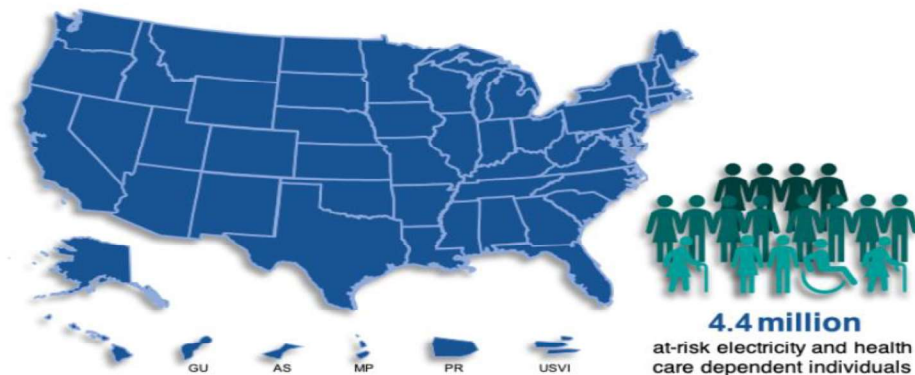 GU AS MP PR USVI
4.4 million
at-risk electricity and health
care dependent individuals